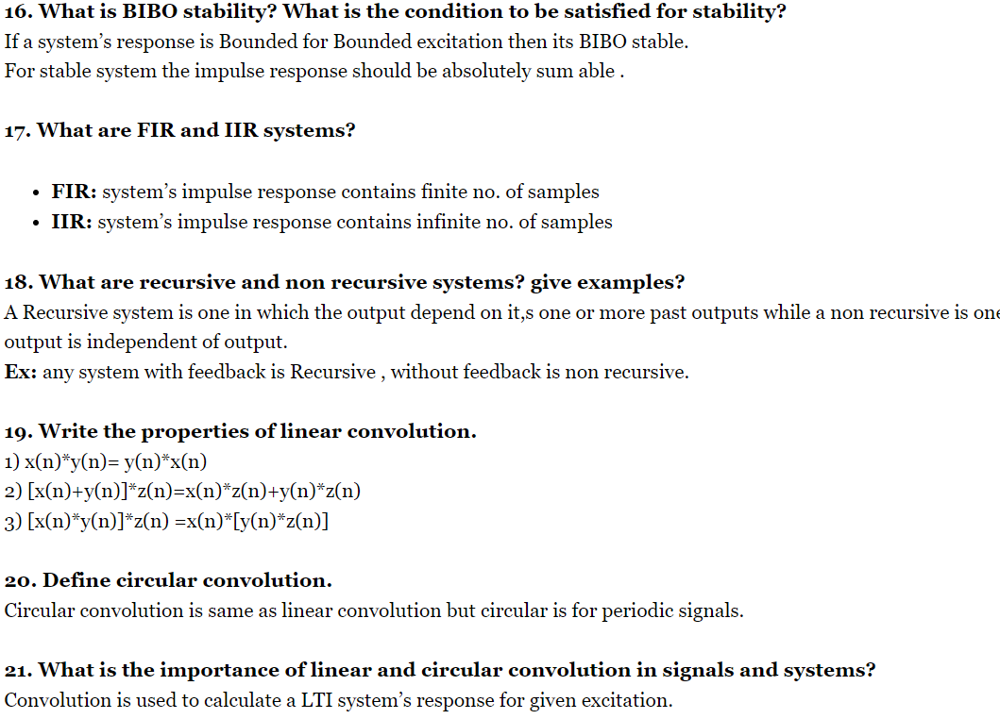 16. What is BIBO stability? What is the condition to be satisfied for stability?
If a system’s response is Bounded for Bounded excitation then its BIBO stable.
For stable system the impulse response should be absolutely sum able .
17. What are FIR and IIR systems?
• FIR: system’s impulse response contains finite no. of samples
• IIR: system’s impulse response contains infinite no. of samples
18. What are recursive and non recursive systems? give examples?
A Recursive system is one in which the output depend on it,s one or more past outputs while a non recursive is one
output is independent of output.
Ex: any system with feedback is Recursive , without feedback is non recursive.
19. Write the properties of linear convolution.
1) x(n)*y(n)= y(n)*x(n)
2) [x(n)+y(n)]*z(n)=x(n)*z(n)+y(n)*z(n)
3) [x(n)*y(n)]*z(n) =x(n)*[y(n)*z(n)]
20. Define circular convolution.
Circular convolution is same as linear convolution but circular is for periodic signals.
21. What is the importance of linear and circular convolution in signals and systems?
Convolution is used to calculate a LTI system’s response for given excitation.